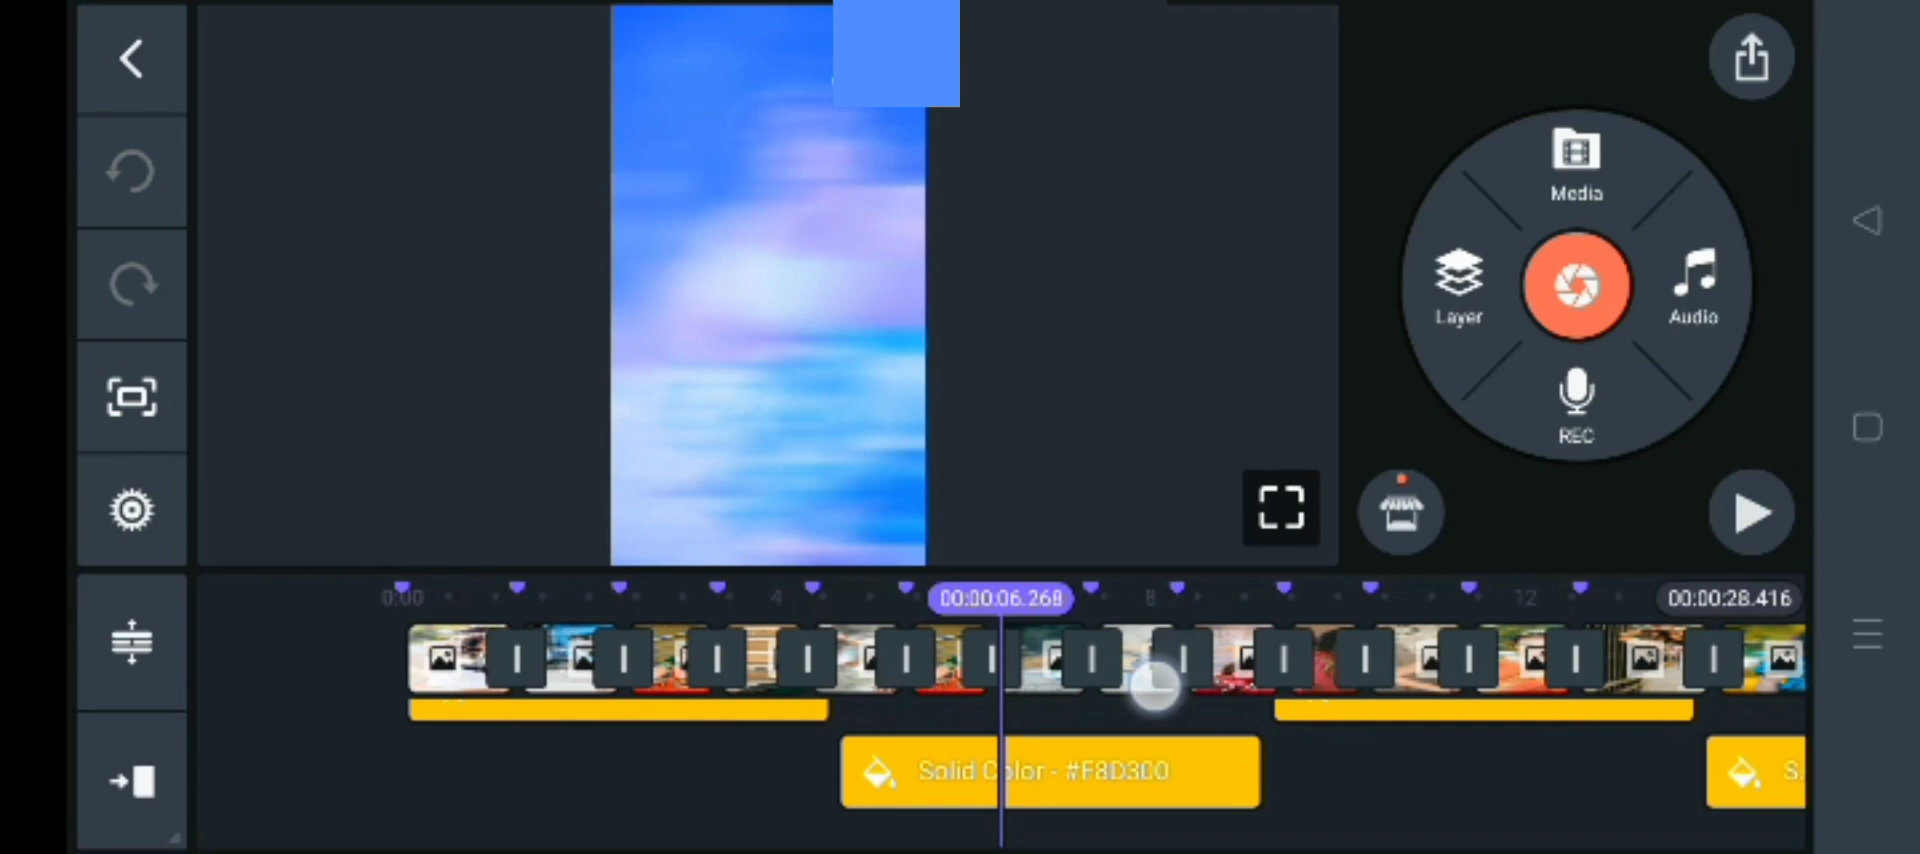 Media
Layer
Audio
REC
0:00
4
00:00:06.268
8
12
00:00:28.416
Solid Color - #F8D300
S.